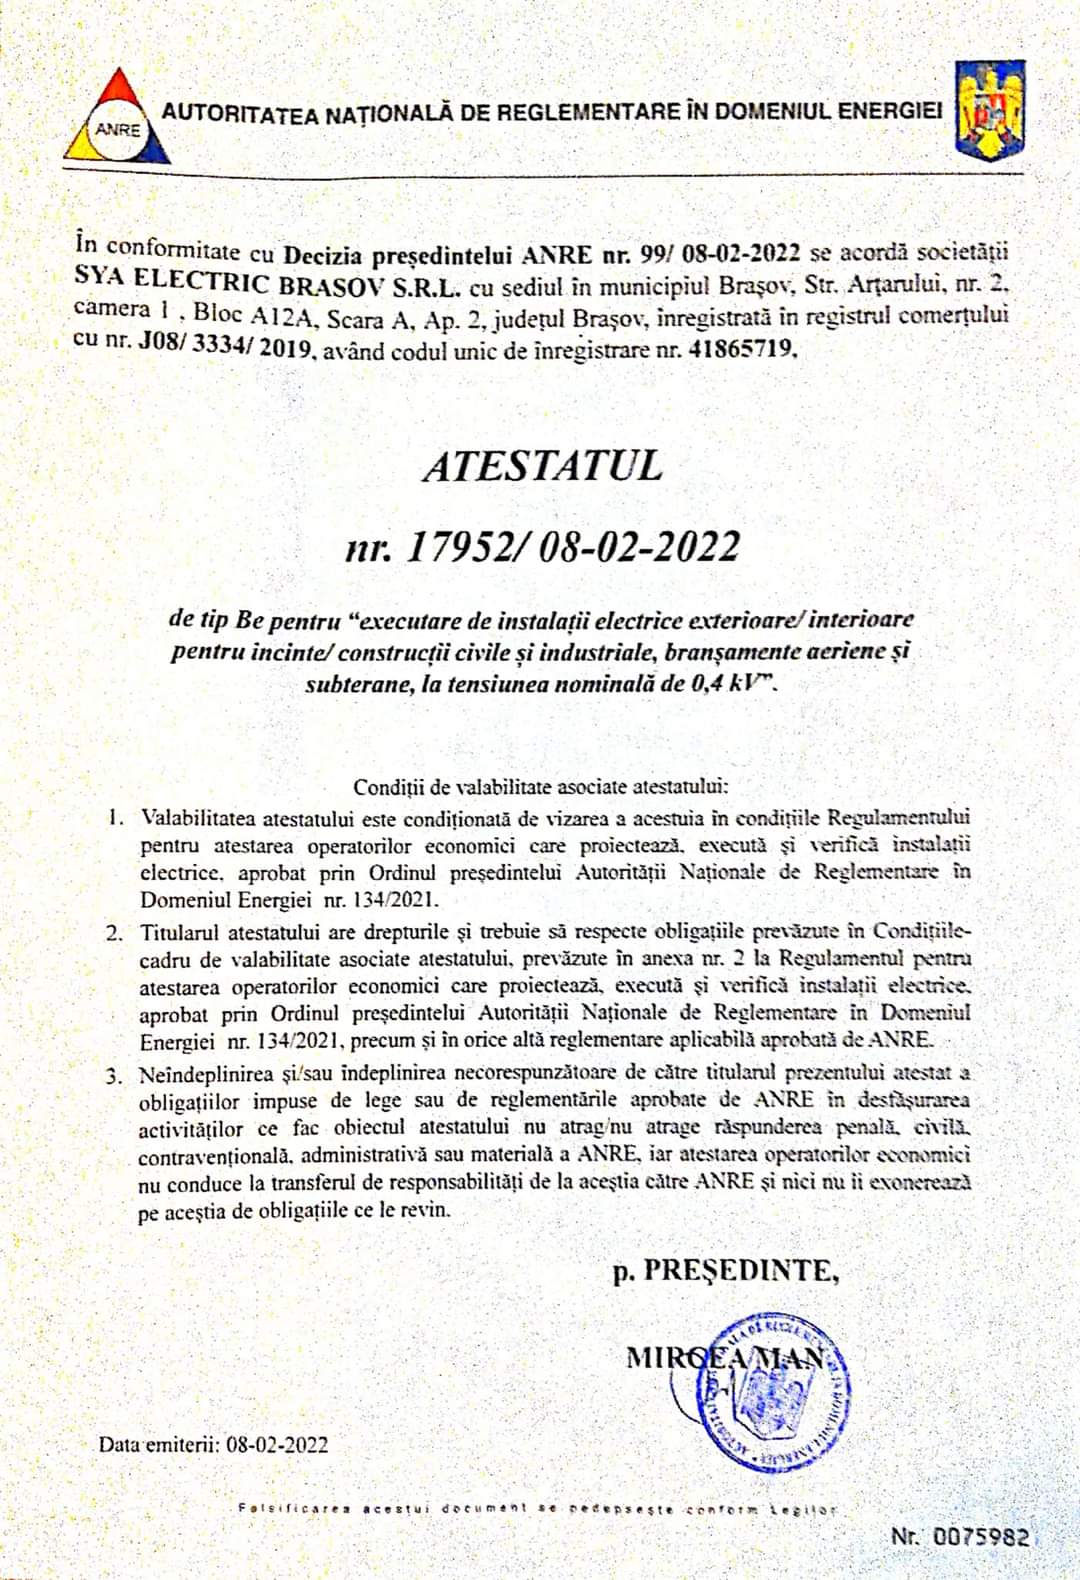 ANRE
AUTORITATEA NAȚIONALĂ DE REGLEMENTARE ÎN DOMENIUL ENERGIEI
În conformitate cu Decizia președintelui ANRE nr. 99/ 08-02-2022 se acordă societății
SYA ELECTRIC BRASOV S.R.L. cu sediul în municipiul Brașov, Str. Arțarului, nr. 2,
camera 1 , Bloc A12A, Scara A, Ap. 2, județul Brașov, înregistrată în registrul comerțului
cu nr. J08/ 3334/ 2019, având codul unic de înregistrare nr. 41865719,
ATESTATUL
nr. 17952/ 08-02-2022
de tip Be pentru “executare de instalații electrice exterioare/ interioare
pentru incinte/ construcții civile și industriale, branșamente aeriene și
subterane, la tensiunea nominală de 0,4 kV”.
Condiții de valabilitate asociate atestatului:
1. Valabilitatea atestatului este condiționată de vizarea a acestuia în condițiile Regulamentului
pentru atestarea operatorilor economici care proiectează, execută și verifică instalații
electrice, aprobat prin Ordinul președintelui Autorității Naționale de Reglementare în
Domeniul Energiei nr. 134/2021.
2. Titularul atestatului are drepturile și trebuie să respecte obligațiile prevăzute în Condițiile-
cadru de valabilitate asociate atestatului, prevăzute în anexa nr. 2 la Regulamentul pentru
atestarea operatorilor economici care proiectează, execută și verifică instalații electrice,
aprobat prin Ordinul președintelui Autorității Naționale de Reglementare în Domeniul
Energiei nr. 134/2021, precum și în orice altă reglementare aplicabilă aprobată de ANRE.
3. Neîndeplinirea și/sau îndeplinirea necorespunzătoare de către titularul prezentului atestat a
obligațiilor impuse de lege sau de reglementările aprobate de ANRE în desfășurarea
activităților ce fac obiectul atestatului nu atrag/nu atrage răspunderea penală, civilă,
contravențională, administrativă sau materială a ANRE, iar atestarea operatorilor economici
nu conduce la transferul de responsabilități de la aceștia către ANRE și nici nu îi exonerează
pe aceștia de obligațiile ce le revin.
p. PREȘEDINTE,
MIRCEA MAN
Data emiterii: 08-02-2022
Falsificarea acestui document se pedepsește conform Legilor
Nr. 0075982